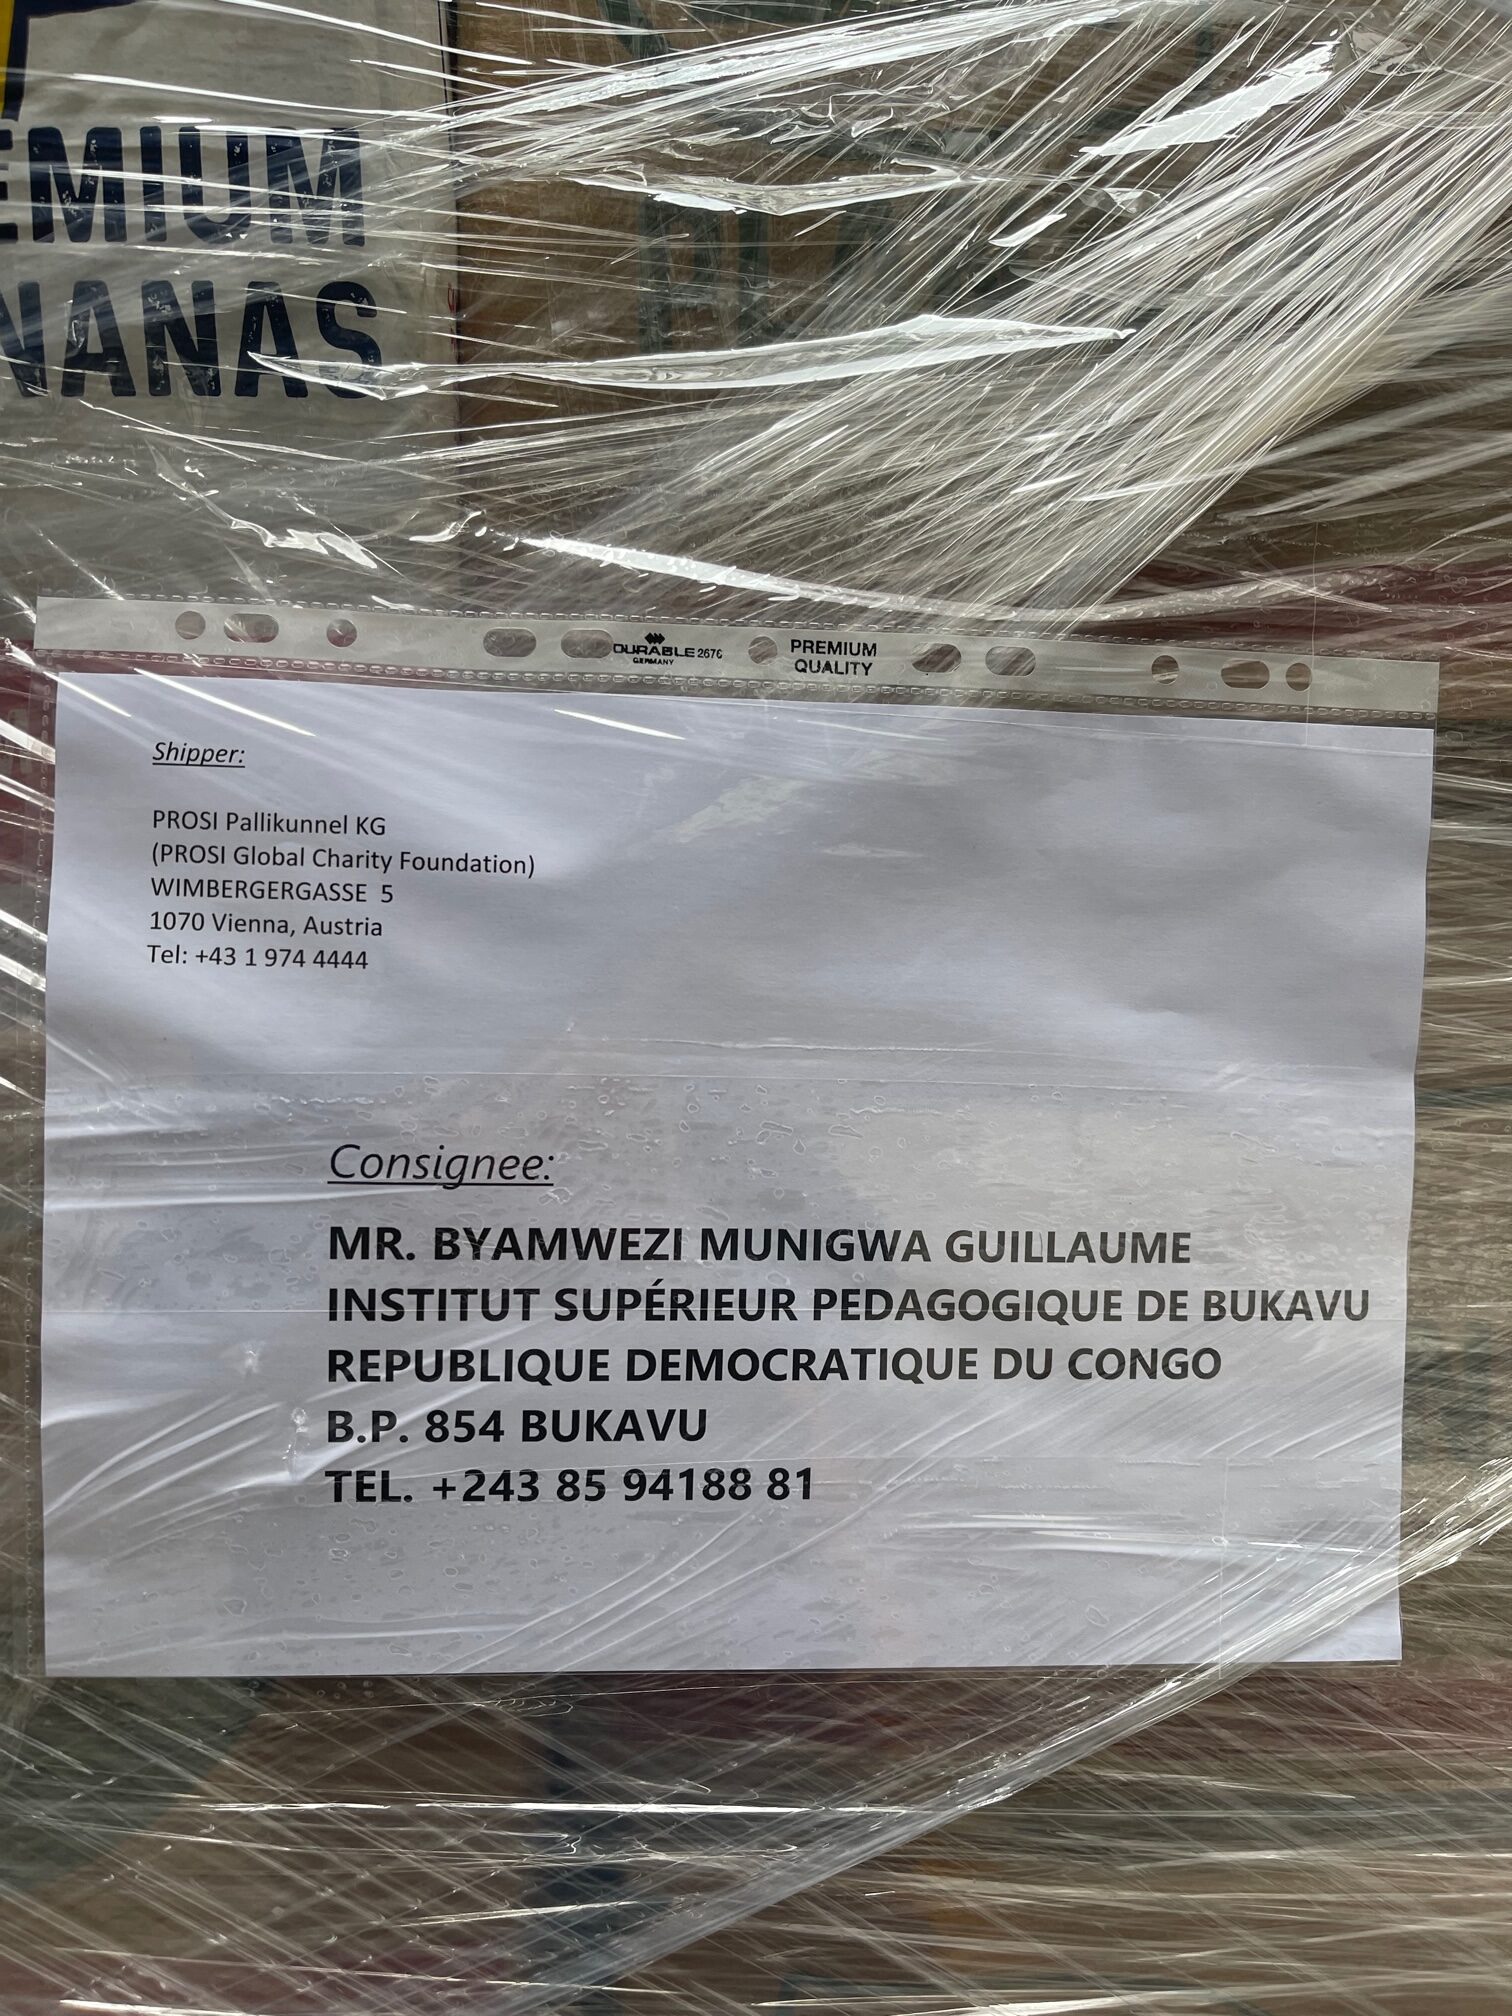 EMIUM
NANAS
DURABLE 2676
GERMANY
PREMIUM
QUALITY
Shipper:
PROSI Pallikunnel KG
(PROSI Global Charity Foundation)
WIMBERGERGASSE 5
1070 Vienna, Austria
Tel: +43 1 974 4444
Consignee:
MR. BYAMWEZI MUNIGWA GUILLAUME
INSTITUT SUPÉRIEUR PEDAGOGIQUE DE BUKAVU
REPUBLIQUE DEMOCRATIQUE DU CONGO
B.P. 854 BUKAVU
TEL. +243 85 94188 81